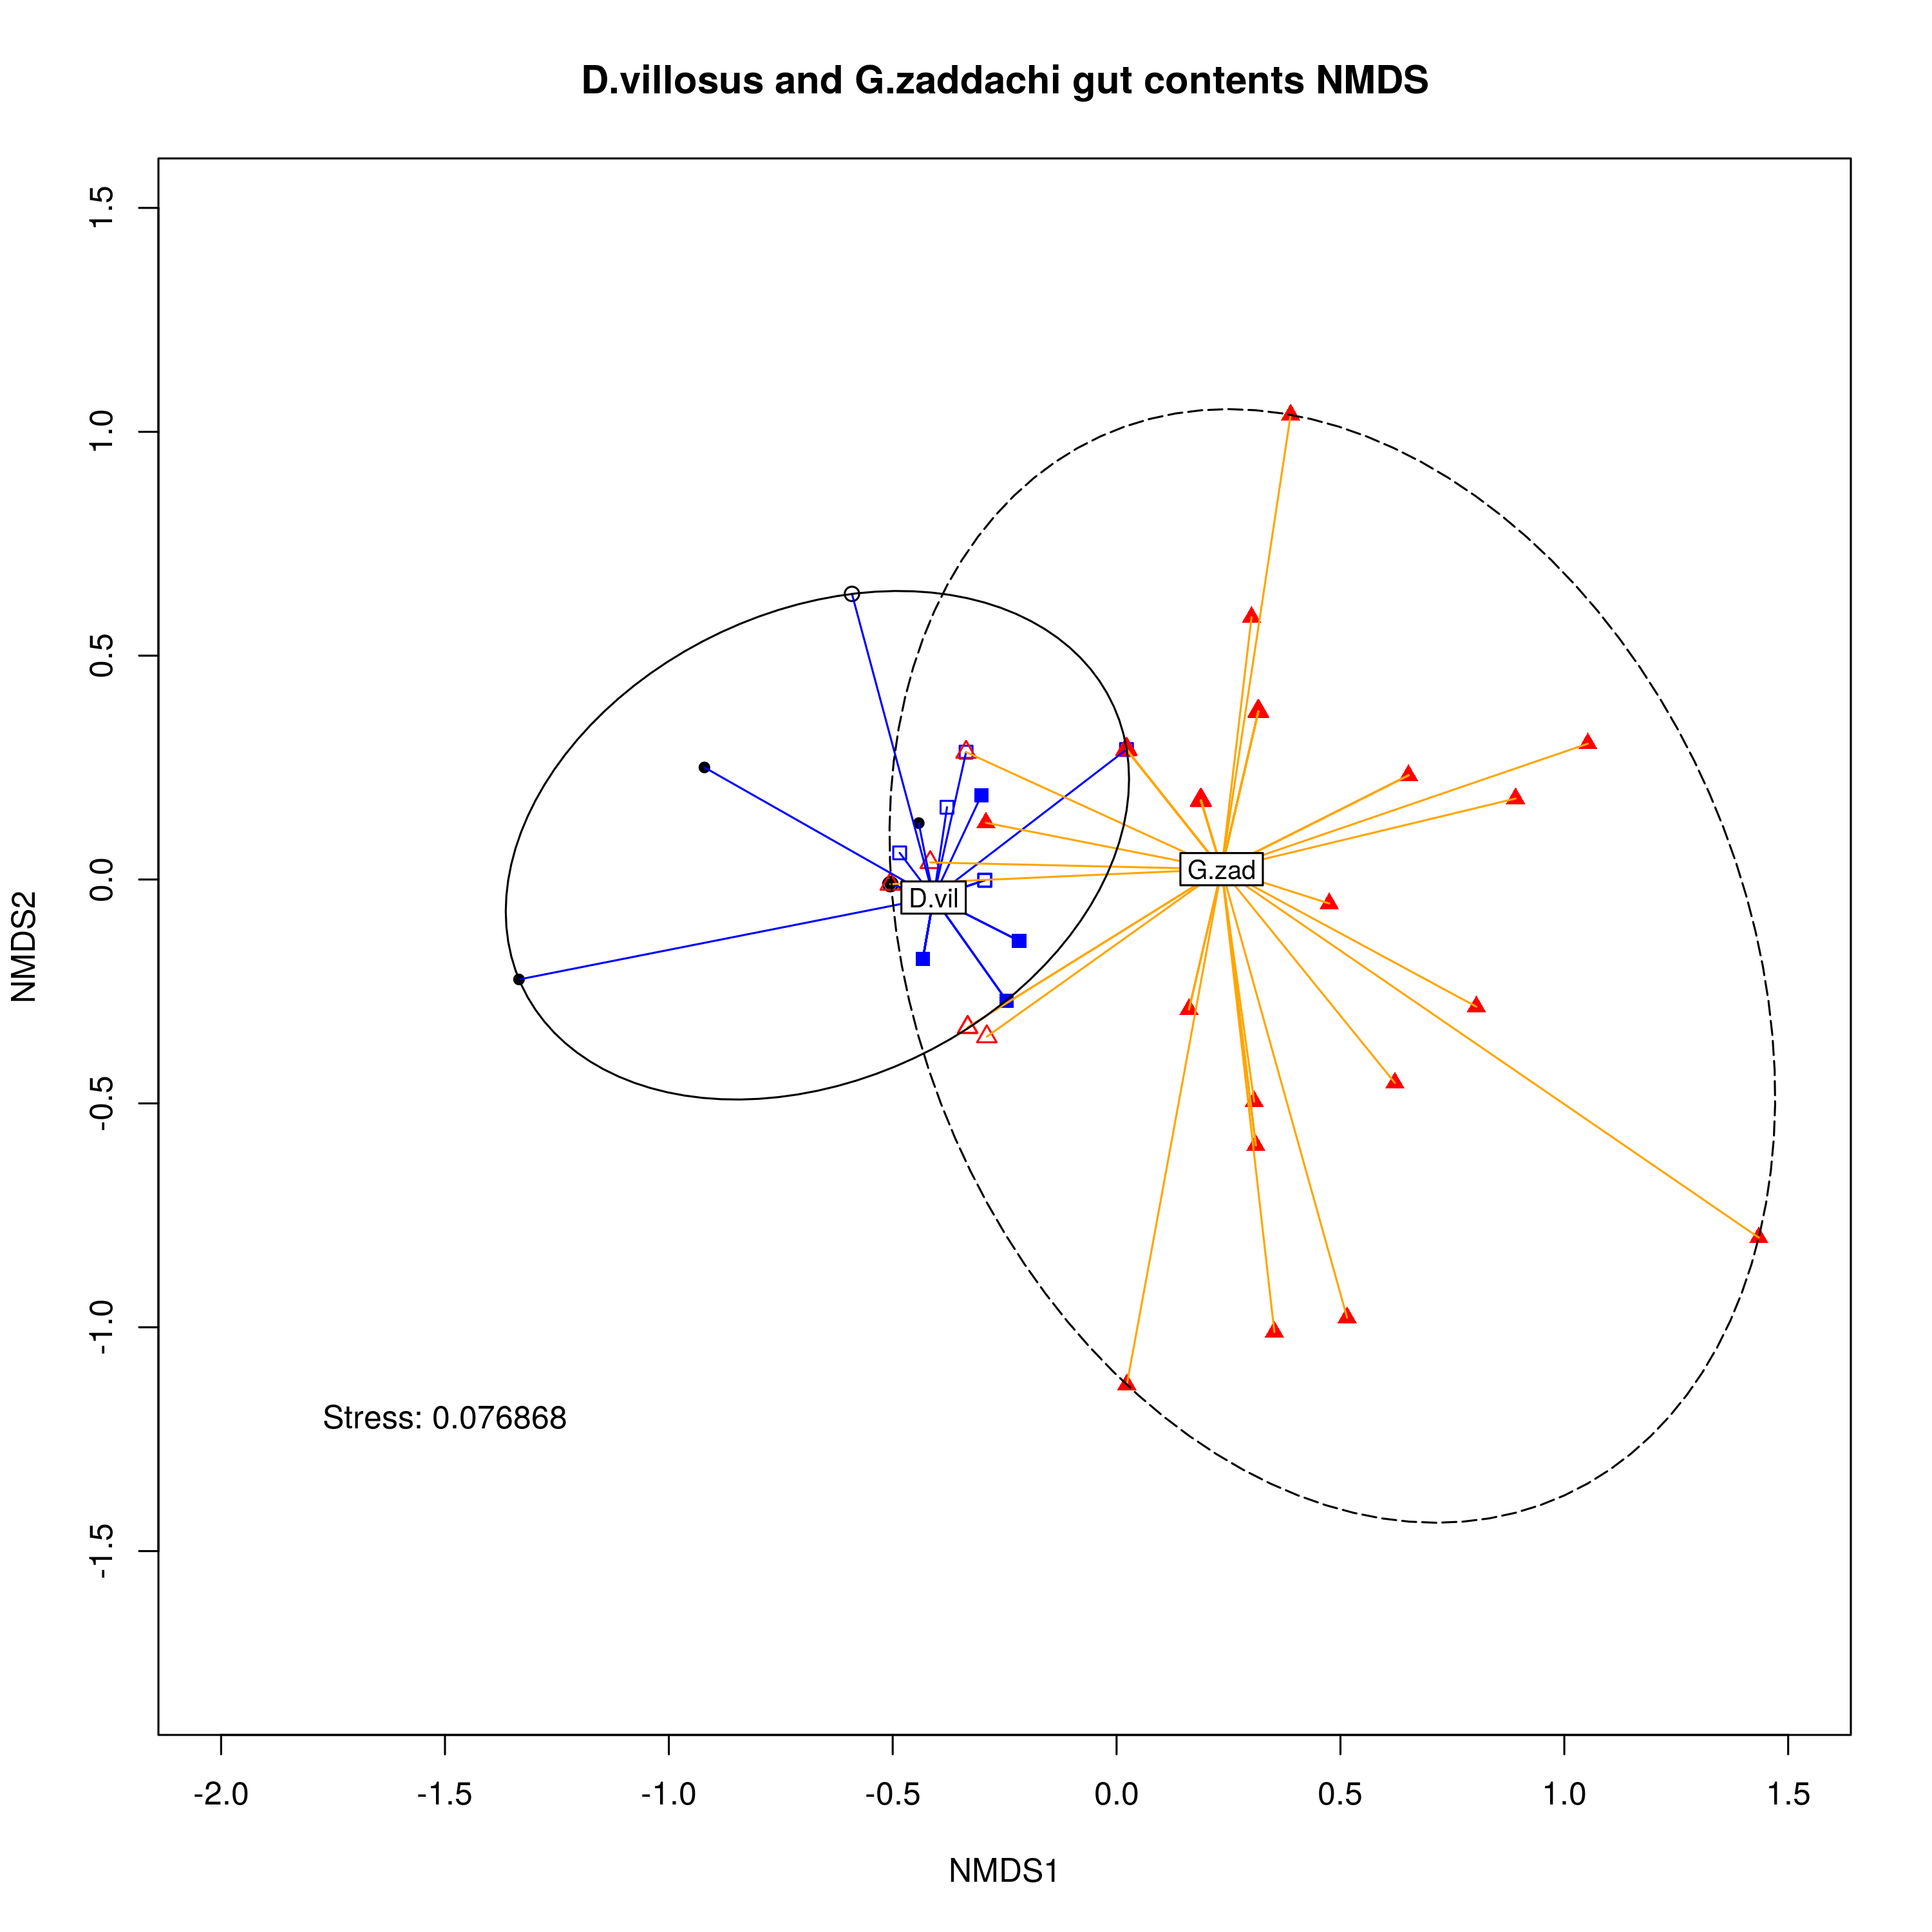 D.villosus and G.zaddachi gut contents NMDS
1.5
1.0
0.5
0.0
-0.5
-1.0
-1.5
NMDS2
G.zad
D.vil
Stress: 0.076868
-2.0 -1.5 -1.0 -0.5 0.0 0.5 1.0 1.5
NMDS1